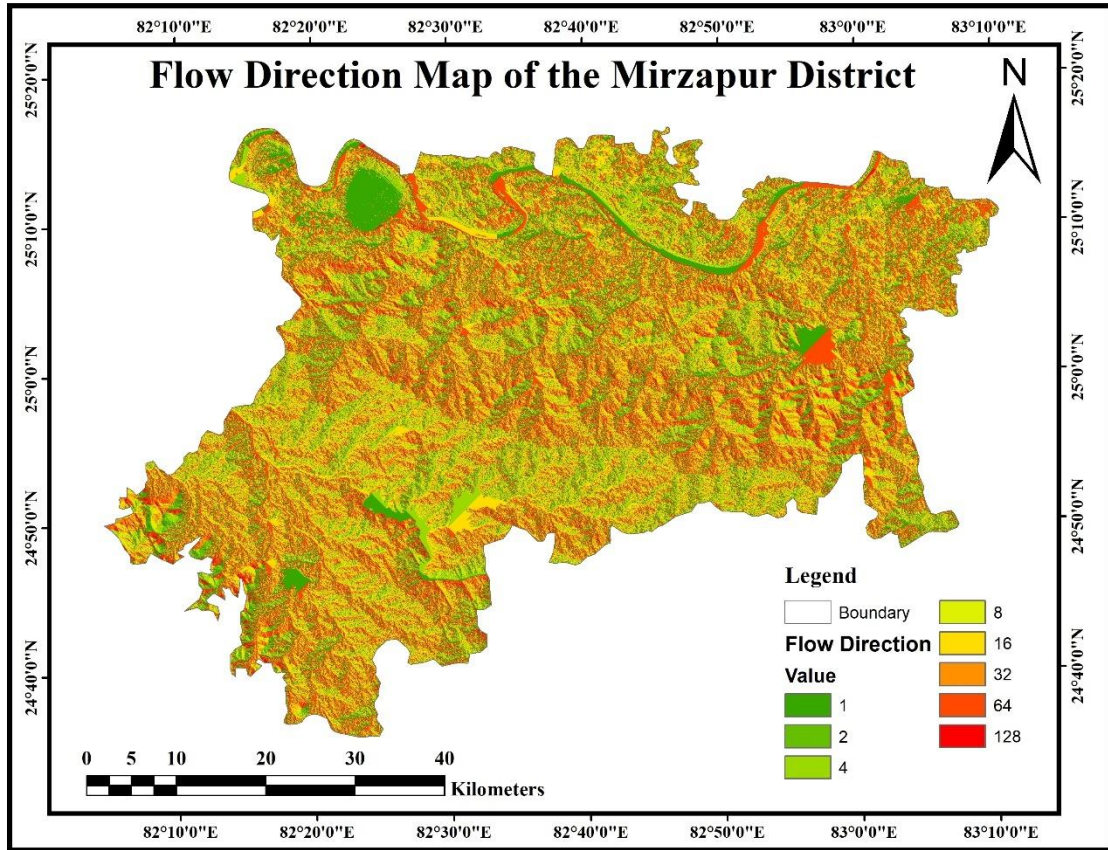 82°10'0"E 82°20'0"E 82°30'0"E 82°40'0"E 82°50'0"E 83°0'0"E 83°10'0"E
Flow Direction Map of the Mirzapur District
N
25°20'0"N
25°10'0"N
25°0'0"N
24°50'0"N
24°40'0"N
25°20'0"N
25°10'0"N
25°0'0"N
24°50'0"N
24°40'0"N
Legend
Boundary
Flow Direction
Value
1
2
4
8
16
32
64
128
0 5 10 20 30 40
Kilometers
82°10'0"E 82°20'0"E 82°30'0"E 82°40'0"E 82°50'0"E 83°0'0"E 83°10'0"E